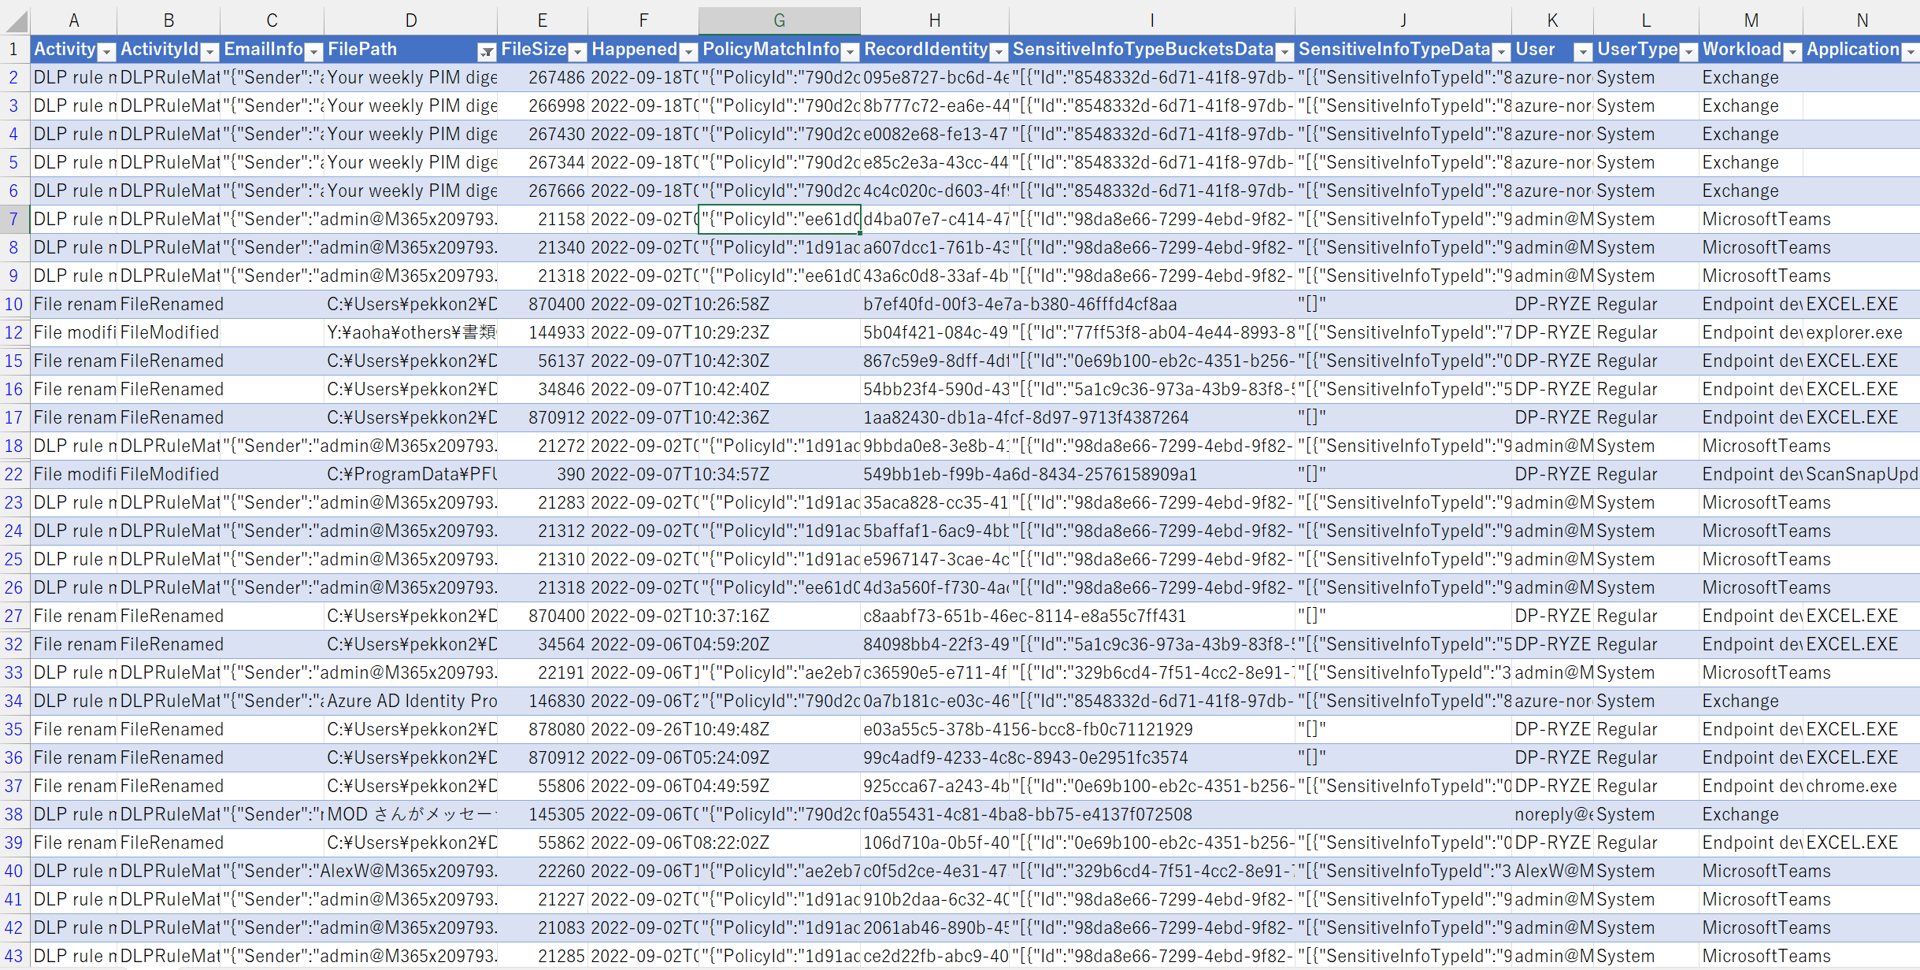 A B C D E F G H I J K L M N
1 Activity ActivityId EmailInfo FilePath FileSize Happened PolicyMatchInfo RecordIdentity SensitiveInfoTypeBucketsData SensitiveInfoTypeData User UserType Workload Application
2 DLP rule n DLPRuleMat "{"Sender":"a Your weekly PIM dige 267486 2022-09-18T0 "{"PolicyId":"790d2c 095e8727-bc6d-4e "[{"Id":"8548332d-6d71-41f8-97db- "[{"SensitiveInfoTypeId":"8 azure-nor System Exchange
3 DLP rule n DLPRuleMat "{"Sender":"a Your weekly PIM dige 266998 2022-09-18T0 "{"PolicyId":"790d2c 8b777c72-ea6e-44 "[{"Id":"8548332d-6d71-41f8-97db- "[{"SensitiveInfoTypeId":"8 azure-nor System Exchange
4 DLP rule n DLPRuleMat "{"Sender":"a Your weekly PIM dige 267430 2022-09-18T0 "{"PolicyId":"790d2c e0082e68-fe13-47 "[{"Id":"8548332d-6d71-41f8-97db- "[{"SensitiveInfoTypeId":"8 azure-nor System Exchange
5 DLP rule n DLPRuleMat "{"Sender":"a Your weekly PIM dige 267344 2022-09-18T0 "{"PolicyId":"790d2c e85c2e3a-43cc-44 "[{"Id":"8548332d-6d71-41f8-97db- "[{"SensitiveInfoTypeId":"8 azure-nor System Exchange
6 DLP rule n DLPRuleMat "{"Sender":"a Your weekly PIM dige 267666 2022-09-18T0 "{"PolicyId":"790d2c 4c4c020c-d603-4f9 "[{"Id":"8548332d-6d71-41f8-97db- "[{"SensitiveInfoTypeId":"8 azure-nor System Exchange
7 DLP rule n DLPRuleMat "{"Sender":"admin@M365x209793. 21158 2022-09-02T0 "{"PolicyId":"ee61d0 d4ba07e7-c414-47 "[{"Id":"98da8e66-7299-4ebd-9f82- "[{"SensitiveInfoTypeId":"9 admin@M System MicrosoftTeams
8 DLP rule n DLPRuleMat "{"Sender":"admin@M365x209793. 21340 2022-09-02T0 "{"PolicyId":"1d91ac a607dcc1-761b-43 "[{"Id":"98da8e66-7299-4ebd-9f82- "[{"SensitiveInfoTypeId":"9 admin@M System MicrosoftTeams
9 DLP rule n DLPRuleMat "{"Sender":"admin@M365x209793. 21318 2022-09-02T0 "{"PolicyId":"ee61d0 43a6c0d8-33af-4b "[{"Id":"98da8e66-7299-4ebd-9f82- "[{"SensitiveInfoTypeId":"9 admin@M System MicrosoftTeams
10 File renam FileRenamed C:¥Users¥pekkon2¥D 870400 2022-09-02T10:26:58Z b7ef40fd-00f3-4e7a-b380-46fffd4cf8aa "[]" DP-RYZE Regular Endpoint dev EXCEL.EXE
12 File modifi FileModified Y:¥aoha¥others¥書類 144933 2022-09-07T10:29:23Z 5b04f421-084c-49 "[{"Id":"77ff53f8-ab04-4e44-8993-8 "[{"SensitiveInfoTypeId":"7 DP-RYZE Regular Endpoint dev explorer.exe
15 File renam FileRenamed C:¥Users¥pekkon2¥D 56137 2022-09-07T10:42:30Z 867c59e9-8dff-4df "[{"Id":"0e69b100-eb2c-4351-b256- "[{"SensitiveInfoTypeId":"0 DP-RYZE Regular Endpoint dev EXCEL.EXE
16 File renam FileRenamed C:¥Users¥pekkon2¥D 34846 2022-09-07T10:42:40Z 54bb23f4-590d-43 "[{"Id":"5a1c9c36-973a-43b9-83f8-5 "[{"SensitiveInfoTypeId":"5 DP-RYZE Regular Endpoint dev EXCEL.EXE
17 File renam FileRenamed C:¥Users¥pekkon2¥D 870912 2022-09-07T10:42:36Z 1aa82430-db1a-4fcf-8d97-9713f4387264 "[]" DP-RYZE Regular Endpoint dev EXCEL.EXE
18 DLP rule n DLPRuleMat "{"Sender":"admin@M365x209793. 21272 2022-09-02T0 "{"PolicyId":"1d91ac 9bbda0e8-3e8b-41 "[{"Id":"98da8e66-7299-4ebd-9f82- "[{"SensitiveInfoTypeId":"9 admin@M System MicrosoftTeams
22 File modifi FileModified C:¥ProgramData¥PFU 390 2022-09-07T10:34:57Z 549bb1eb-f99b-4a6d-8434-2576158909a1 "[]" DP-RYZE Regular Endpoint dev ScanSnapUpd
23 DLP rule n DLPRuleMat "{"Sender":"admin@M365x209793. 21283 2022-09-02T0 "{"PolicyId":"1d91ac 35aca828-cc35-41 "[{"Id":"98da8e66-7299-4ebd-9f82- "[{"SensitiveInfoTypeId":"9 admin@M System MicrosoftTeams
24 DLP rule n DLPRuleMat "{"Sender":"admin@M365x209793. 21312 2022-09-02T0 "{"PolicyId":"1d91ac 5baffaf1-6ac9-4bb "[{"Id":"98da8e66-7299-4ebd-9f82- "[{"SensitiveInfoTypeId":"9 admin@M System MicrosoftTeams
25 DLP rule n DLPRuleMat "{"Sender":"admin@M365x209793. 21310 2022-09-02T0 "{"PolicyId":"1d91ac e5967147-3cae-4c "[{"Id":"98da8e66-7299-4ebd-9f82- "[{"SensitiveInfoTypeId":"9 admin@M System MicrosoftTeams
26 DLP rule n DLPRuleMat "{"Sender":"admin@M365x209793. 21318 2022-09-02T0 "{"PolicyId":"ee61d0 4d3a560f-f730-4ac "[{"Id":"98da8e66-7299-4ebd-9f82- "[{"SensitiveInfoTypeId":"9 admin@M System MicrosoftTeams
27 File renam FileRenamed C:¥Users¥pekkon2¥D 870400 2022-09-02T10:37:16Z c8aabf73-651b-46ec-8114-e8a55c7ff431 "[]" DP-RYZE Regular Endpoint dev EXCEL.EXE
32 File renam FileRenamed C:¥Users¥pekkon2¥D 34564 2022-09-06T04:59:20Z 84098bb4-22f3-49 "[{"Id":"5a1c9c36-973a-43b9-83f8-5 "[{"SensitiveInfoTypeId":"5 DP-RYZE Regular Endpoint dev EXCEL.EXE
33 DLP rule n DLPRuleMat "{"Sender":"admin@M365x209793. 22191 2022-09-06T1 "{"PolicyId":"ae2eb7 c36590e5-e711-4f "[{"Id":"329b6cd4-7f51-4cc2-8e91- "[{"SensitiveInfoTypeId":"3 admin@M System MicrosoftTeams
34 DLP rule n DLPRuleMat "{"Sender":"a Azure AD Identity Pro 146830 2022-09-06T2 "{"PolicyId":"790d2c 0a7b181c-e03c-46 "[{"Id":"8548332d-6d71-41f8-97db- "[{"SensitiveInfoTypeId":"8 azure-nor System Exchange
35 File renam FileRenamed C:¥Users¥pekkon2¥D 878080 2022-09-26T10:49:48Z e03a55c5-378b-4156-bcc8-fb0c71121929 "[]" DP-RYZE Regular Endpoint dev EXCEL.EXE
36 File renam FileRenamed C:¥Users¥pekkon2¥D 870912 2022-09-06T05:24:09Z 99c4adf9-4233-4c8c-8943-0e2951fc3574 "[]" DP-RYZE Regular Endpoint dev EXCEL.EXE
37 File renam FileRenamed C:¥Users¥pekkon2¥D 55806 2022-09-06T04:49:59Z 925cca67-a243-4b "[{"Id":"0e69b100-eb2c-4351-b256- "[{"SensitiveInfoTypeId":"0 DP-RYZE Regular Endpoint dev chrome.exe
38 DLP rule n DLPRuleMat "{"Sender":"n MOD さんがメッセー 145305 2022-09-06T0 "{"PolicyId":"790d2c f0a55431-4c81-4ba8-bb75-e4137f072508 noreply@e System Exchange
39 File renam FileRenamed C:¥Users¥pekkon2¥D 55862 2022-09-06T08:22:02Z 106d710a-0b5f-40 "[{"Id":"0e69b100-eb2c-4351-b256- "[{"SensitiveInfoTypeId":"0 DP-RYZE Regular Endpoint dev EXCEL.EXE
40 DLP rule n DLPRuleMat "{"Sender":"AlexW@M365x209793. 22260 2022-09-06T1 "{"PolicyId":"ae2eb7 c0f5d2ce-4e31-47 "[{"Id":"329b6cd4-7f51-4cc2-8e91- "[{"SensitiveInfoTypeId":"3 AlexW@M System MicrosoftTeams
41 DLP rule n DLPRuleMat "{"Sender":"admin@M365x209793. 21227 2022-09-02T0 "{"PolicyId":"1d91ac 910b2daa-6c32-40 "[{"Id":"98da8e66-7299-4ebd-9f82- "[{"SensitiveInfoTypeId":"9 admin@M System MicrosoftTeams
42 DLP rule n DLPRuleMat "{"Sender":"admin@M365x209793. 21083 2022-09-02T0 "{"PolicyId":"1d91ac 2061ab46-890b-45 "[{"Id":"98da8e66-7299-4ebd-9f82- "[{"SensitiveInfoTypeId":"9 admin@M System MicrosoftTeams
43 DLP rule n DLPRuleMat "{"Sender":"admin@M365x209793. 21285 2022-09-02T0 "{"PolicyId":"1d91ac ce2d22fb-abc9-40 "[{"Id":"98da8e66-7299-4ebd-9f82- "[{"SensitiveInfoTypeId":"9 admin@M System MicrosoftTeams